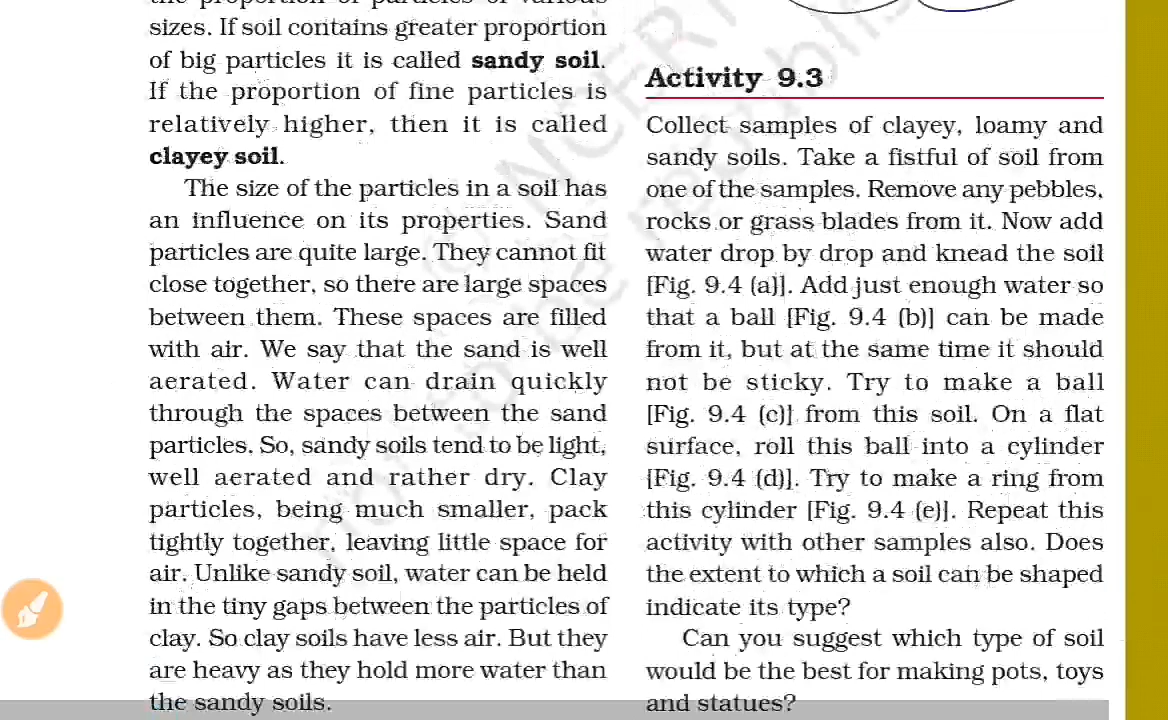 sizes. If soil contains greater proportion
of big particles it is called sandy soil.
If the proportion of fine particles is
relatively higher, then it is called
clayey soil.
The size of the particles in a soil has
an influence on its properties. Sand
particles are quite large. They cannot fit
close together, so there are large spaces
between them. These spaces are filled
with air. We say that the sand is well
aerated. Water can drain quickly
through the spaces between the sand
particles. So, sandy soils tend to be light,
well aerated and rather dry. Clay
particles, being much smaller, pack
tightly together, leaving little space for
air. Unlike sandy soil, water can be held
in the tiny gaps between the particles of
clay. So clay soils have less air. But they
are heavy as they hold more water than
the sandy soils.
Activity 9.3
Collect samples of clayey, loamy and
sandy soils. Take a fistful of soil from
one of the samples. Remove any pebbles,
rocks or grass blades from it. Now add
water drop by drop and knead the soil
[Fig. 9.4 (a)]. Add just enough water so
that a ball [Fig. 9.4 (b)] can be made
from it, but at the same time it should
not be sticky. Try to make a ball
[Fig. 9.4 (c)] from this soil. On a flat
surface, roll this ball into a cylinder
[Fig. 9.4 (d)]. Try to make a ring from
this cylinder [Fig. 9.4 (e)]. Repeat this
activity with other samples also. Does
the extent to which a soil can be shaped
indicate its type?
Can you suggest which type of soil
would be the best for making pots, toys
and statues?